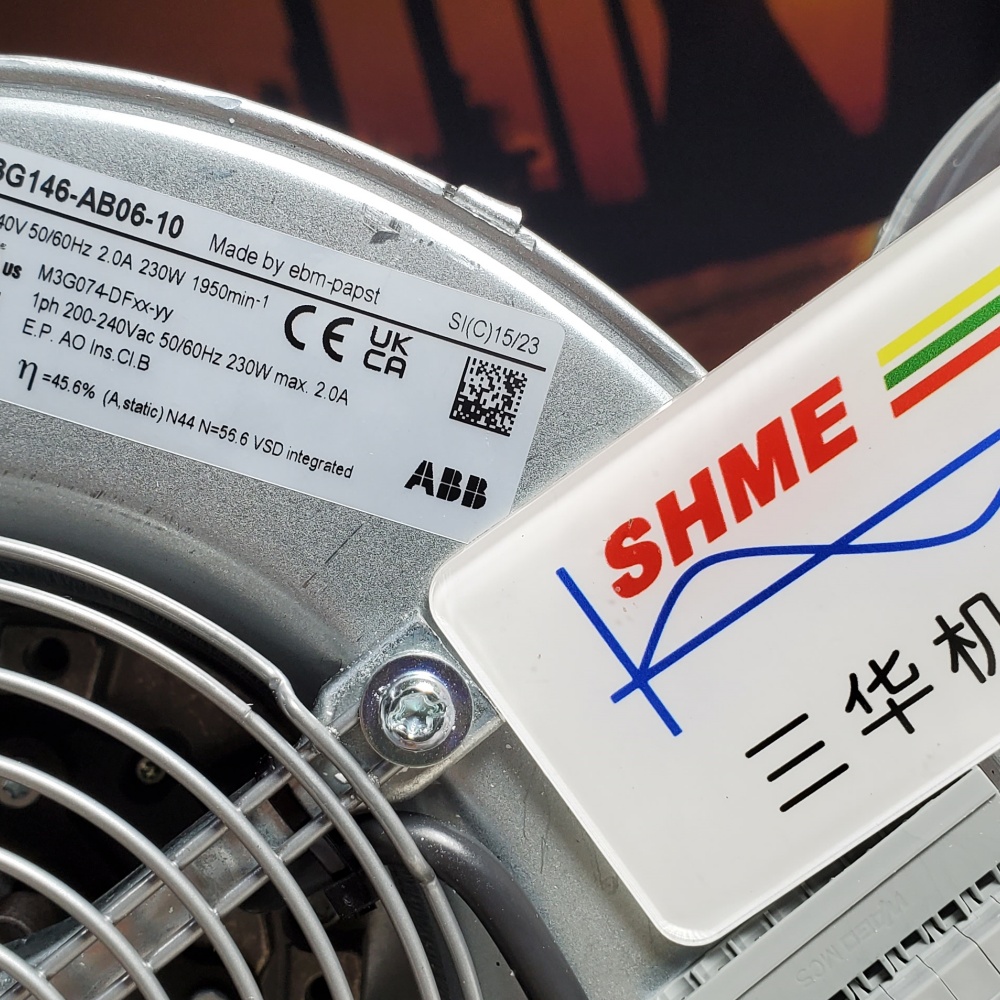 3G146-AB06-10
40V 50/60Hz 2.0A 230W 1950min-1
Made by ebm-papst
SI(C)15/23
us
M3G074-DFxx-yy
1ph 200-240Vac 50/60Hz 230W max. 2.0A
E.P. AO Ins.Cl.B
CE UK
CA
η =45.6% (A,static) N44 N=56.6 VSD integrated
ABB
SHME
三华机
WAGO MCS